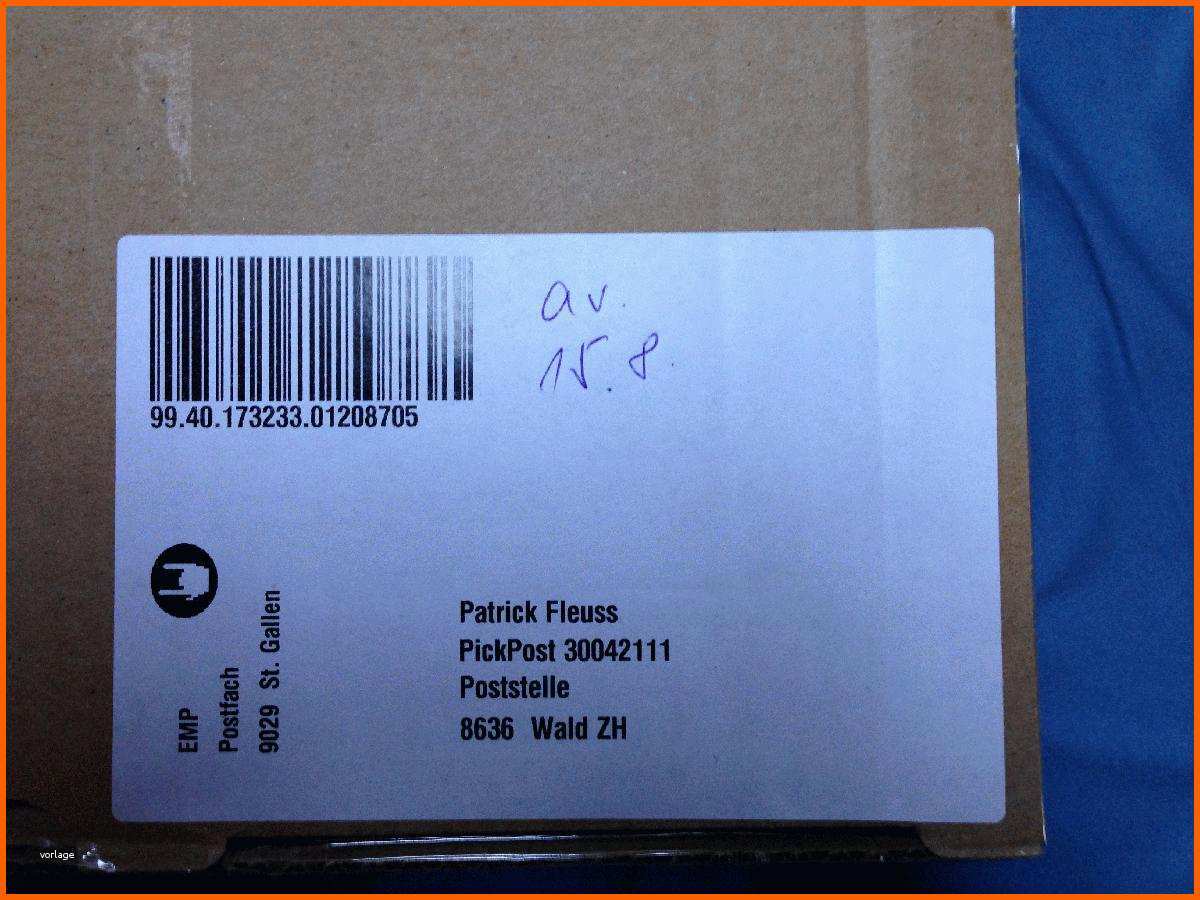 av.
15.8.
99.40.173233.01208705
EMP
Postfach
9029 St. Gallen
Patrick Fleuss
PickPost 30042111
Poststelle
8636 Wald ZH
vorlage